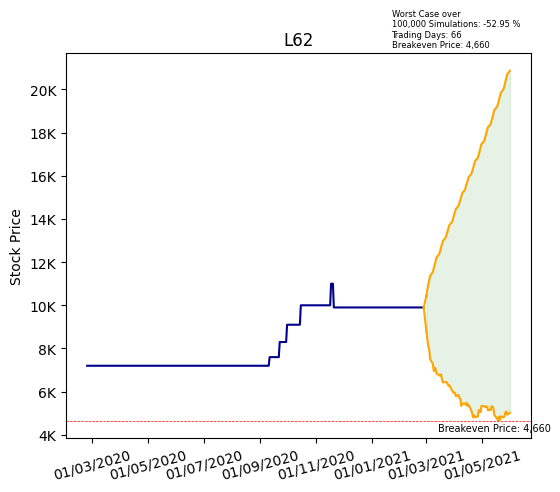 Worst Case over
100,000 Simulations: -52.95 %
Trading Days: 66
Breakeven Price: 4,660
L62
Stock Price
20K
18K
16K
14K
12K
10K
8K
6K
4K
Breakeven Price: 4,660
01/03/2020
01/05/2020
01/07/2020
01/09/2020
01/11/2020
01/01/2021
01/03/2021
01/05/2021